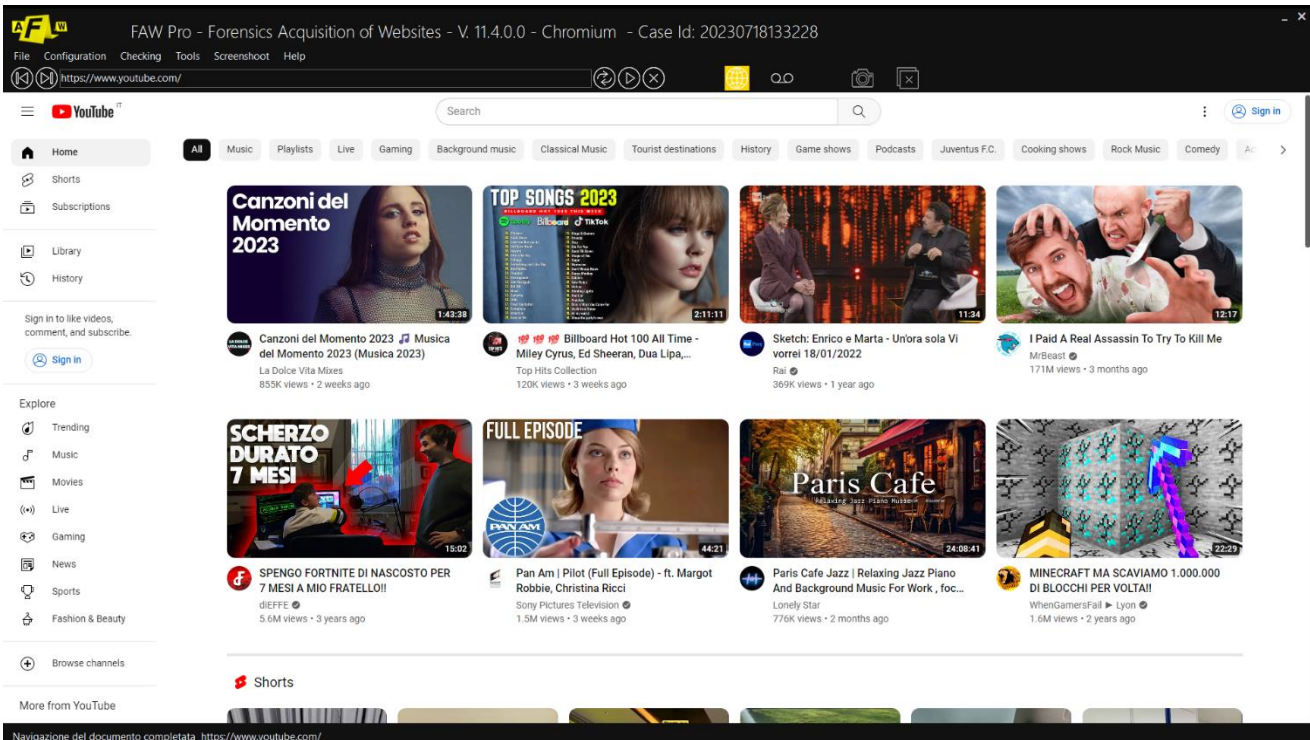 AFW
FAW Pro - Forensics Acquisition of Websites - V. 11.4.0.0 - Chromium - Case Id: 20230718133228
File Configuration Checking Tools Screenshoot Help
https://www.youtube.com/
YouTube IT
Search
Sign in
Home
Shorts
Subscriptions
Library
History
Sign in to like videos,
comment, and subscribe.
Sign in
Explore
Trending
Music
Movies
Live
Gaming
News
Sports
Fashion & Beauty
Browse channels
More from YouTube
All Music Playlists Live Gaming Background music Classical Music Tourist destinations History Game shows Podcasts Juventus F.C. Cooking shows Rock Music Comedy Ac
Canzoni del
Momento
2023
1:43:38
Canzoni del Momento 2023 🎵 Musica
del Momento 2023 (Musica 2023)
La Dolce Vita Mixes
855K views • 2 weeks ago
TOP SONGS 2023
BILLBOARD HOT 100 THIS WEEK
Spotify Billboard TikTok
2:11:11
💯 💯 💯 Billboard Hot 100 All Time -
Miley Cyrus, Ed Sheeran, Dua Lipa,...
Top Hits Collection
120K views • 3 weeks ago
11:34
Sketch: Enrico e Marta - Un'ora sola Vi
vorrei 18/01/2022
Rai
369K views • 1 year ago
12:17
I Paid A Real Assassin To Try To Kill Me
MrBeast
171M views • 3 months ago
SCHERZO
DURATO
7 MESI
15:02
SPENGO FORTNITE DI NASCOSTO PER
7 MESI A MIO FRATELLO!!
diEFFE
5.6M views • 3 years ago
FULL EPISODE
PAN AM
44:21
Pan Am | Pilot (Full Episode) - ft. Margot
Robbie, Christina Ricci
Sony Pictures Television
1.5M views • 3 weeks ago
Paris Cafe
Relaxing Jazz Piano Music
24:08:41
Paris Cafe Jazz | Relaxing Jazz Piano
And Background Music For Work , foc...
Lonely Star
776K views • 2 months ago
22:29
MINECRAFT MA SCAVIAMO 1.000.000
DI BLOCCHI PER VOLTA!!
WhenGamersFail ► Lyon
1.6M views • 2 years ago
Shorts
Navigazione del documento completata https://www.youtube.com/